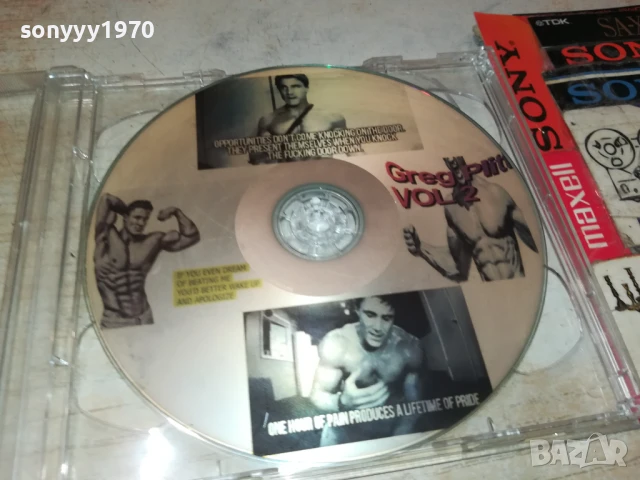 sonyyy1970
TDK
SA-X
SONY
SONY
maxell
OPPORTUNITIES DON'T COME KNOCKING ON THE DOOR.
THEY PRESENT THEMSELVES WHEN YOU KNOCK
THE FUCKING DOOR DOWN
Greg Plitt
VOL 2
IF YOU EVEN DREAM
OF BEATING ME
YOU'D BETTER WAKE UP
AND APOLOGIZE
ONE HOUR OF PAIN PRODUCES A LIFETIME OF PRIDE
BAZAR